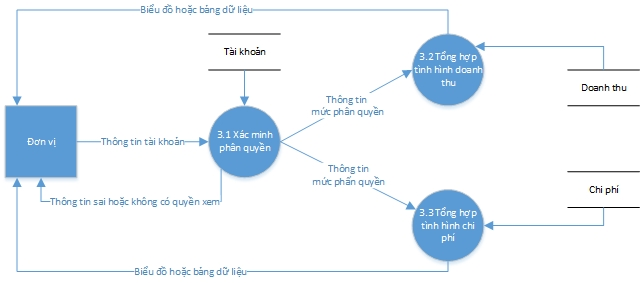 Biểu đồ hoặc bảng dữ liệu
Tài khoản
3.2 Tổng hợp
tình hình doanh
thu
Doanh thu
Thông tin
mức phân quyền
Đơn vị
Thông tin tài khoản
3.1 Xác minh
phân quyền
Thông tin
mức phấn quyền
Thông tin sai hoặc không có quyền xem
Chi phí
3.3 Tổng hợp
tình hình chi
phí
Biểu đồ hoặc bảng dữ liệu